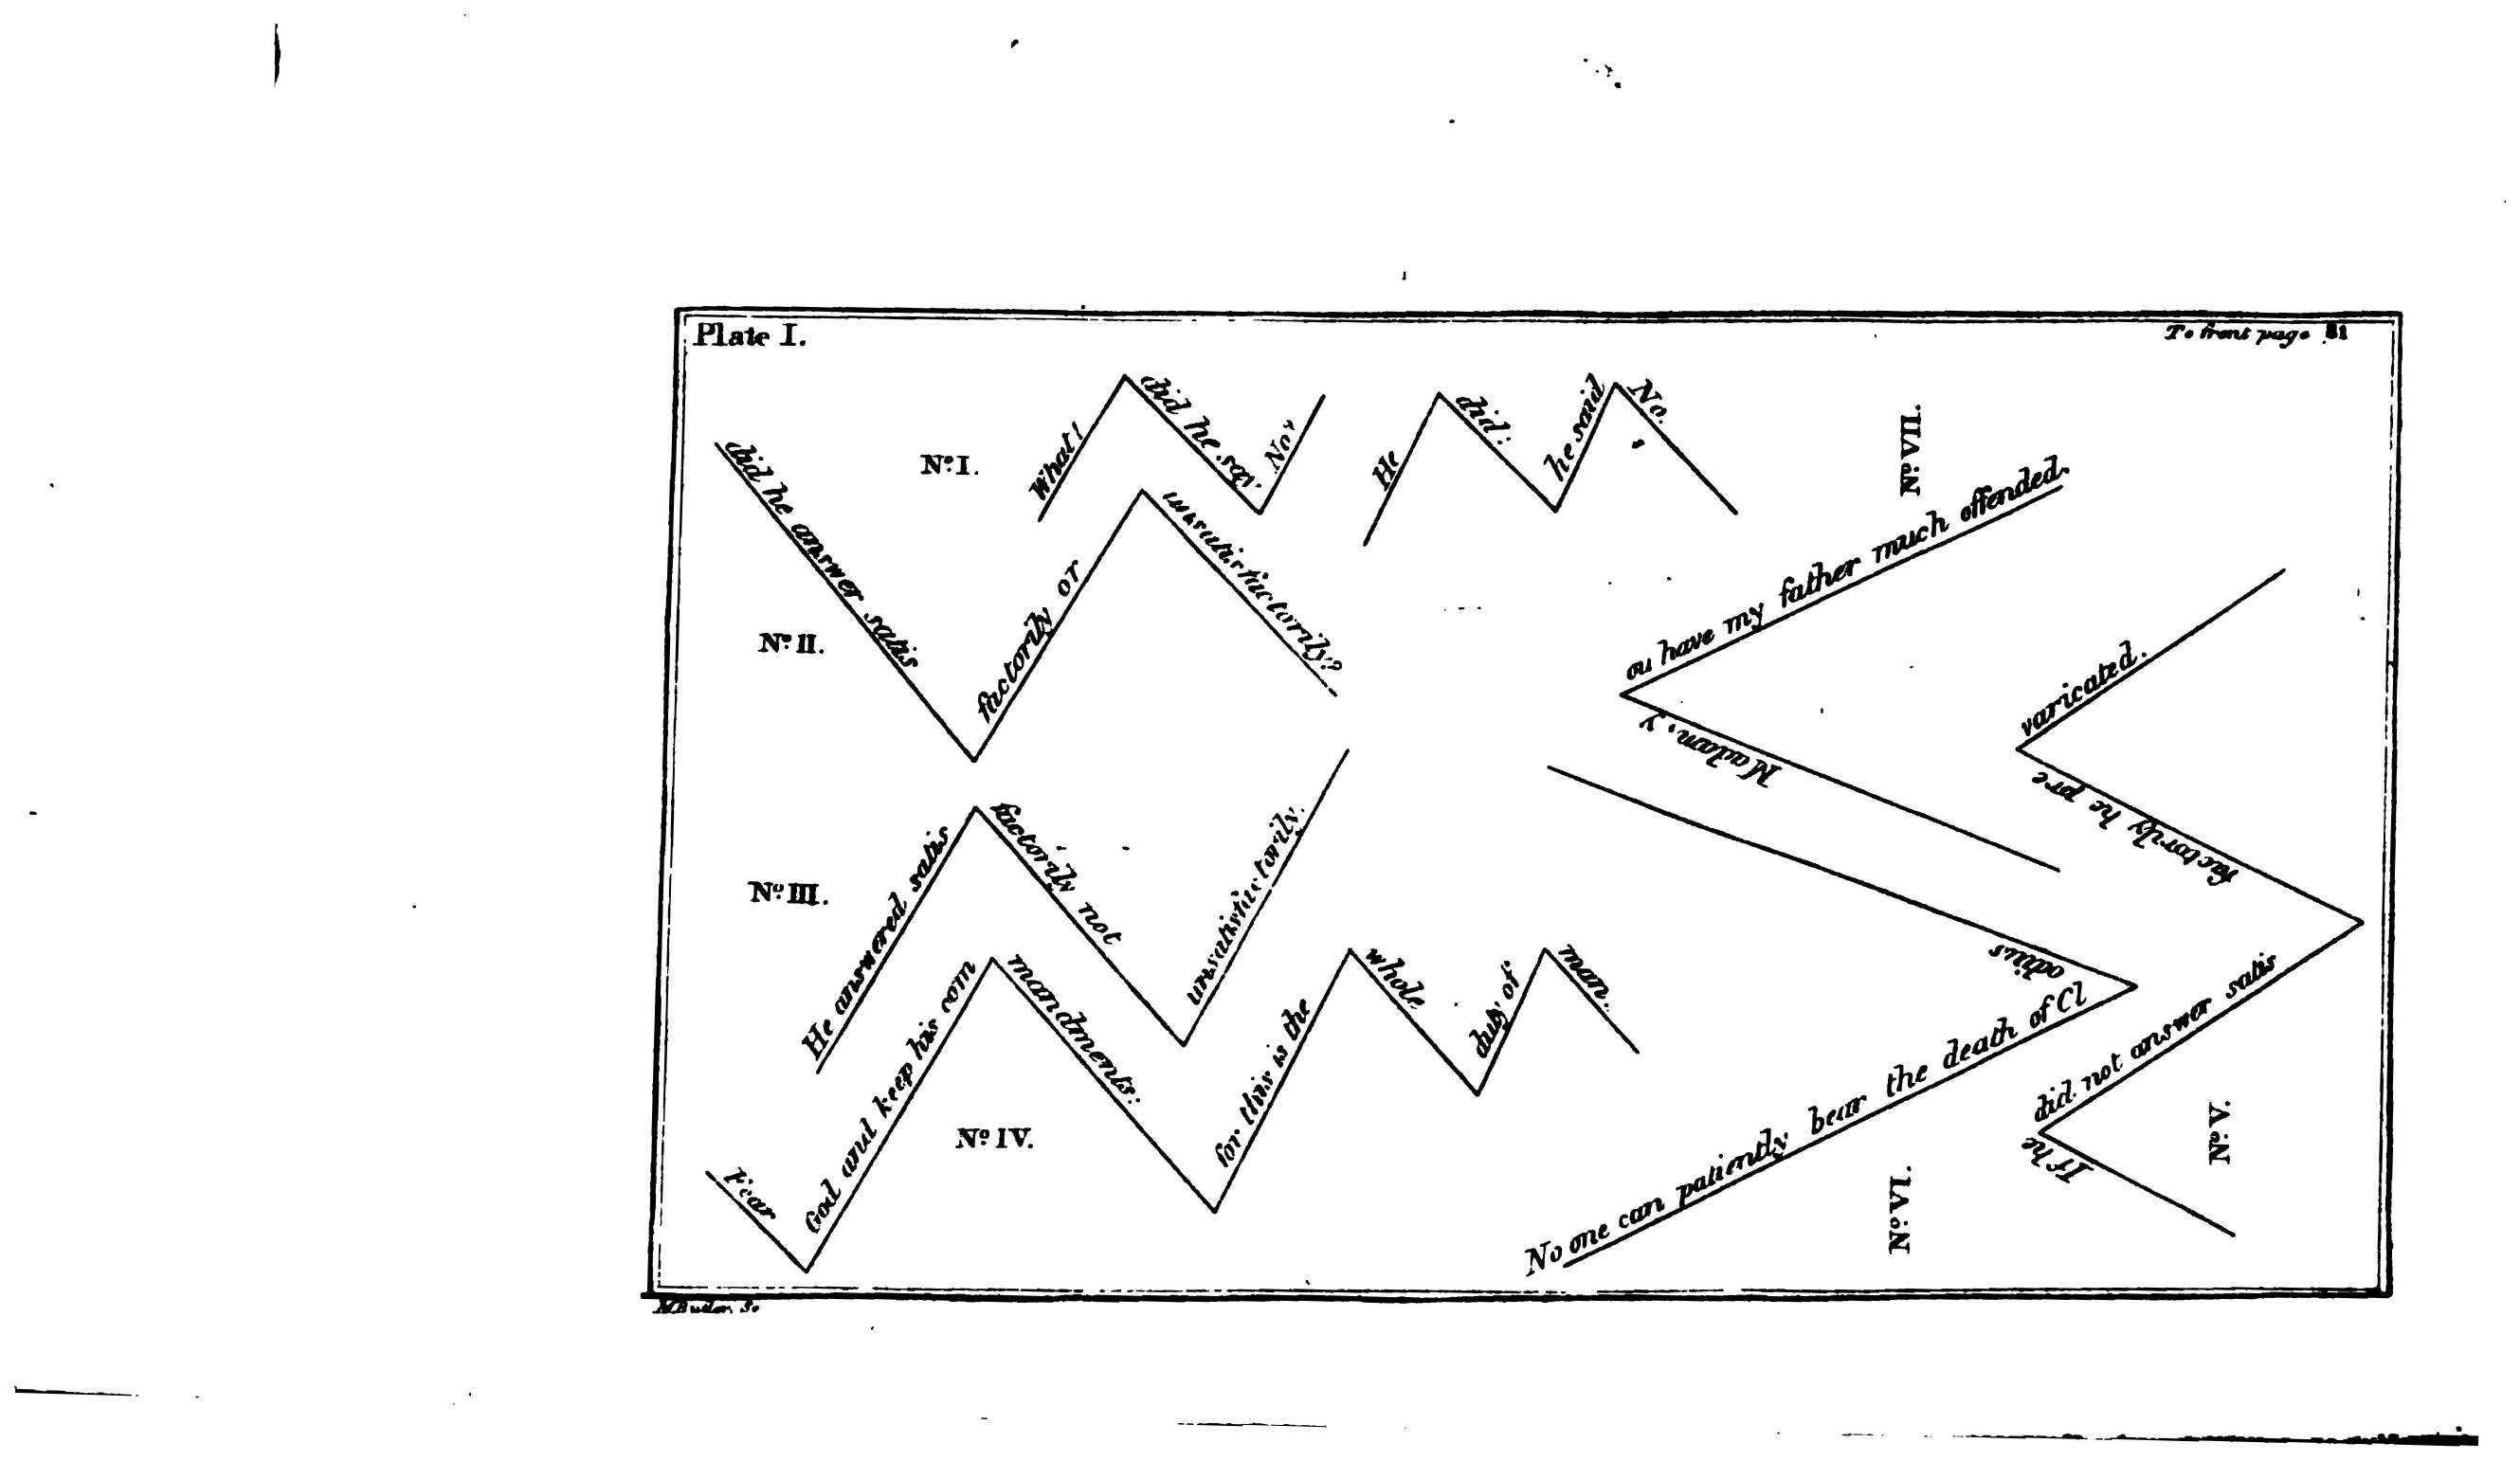 Plate I.
To front page 81
No. I.
What! did he say. No?
He did: he said No.
No. II.
did he answer satis factorily or unsatisfactorily?
No. III.
He answered satis factorily not unsatisfactorily.
No. IV.
Fear God and keep his com mandments: for this is the whole duty of man.
No. V.
If he did not answer satis factorily he pre varicated.
No. VI.
No one can patiently bear the death of Cl odius
No. VII.
Madam, y ou have my father much offended.